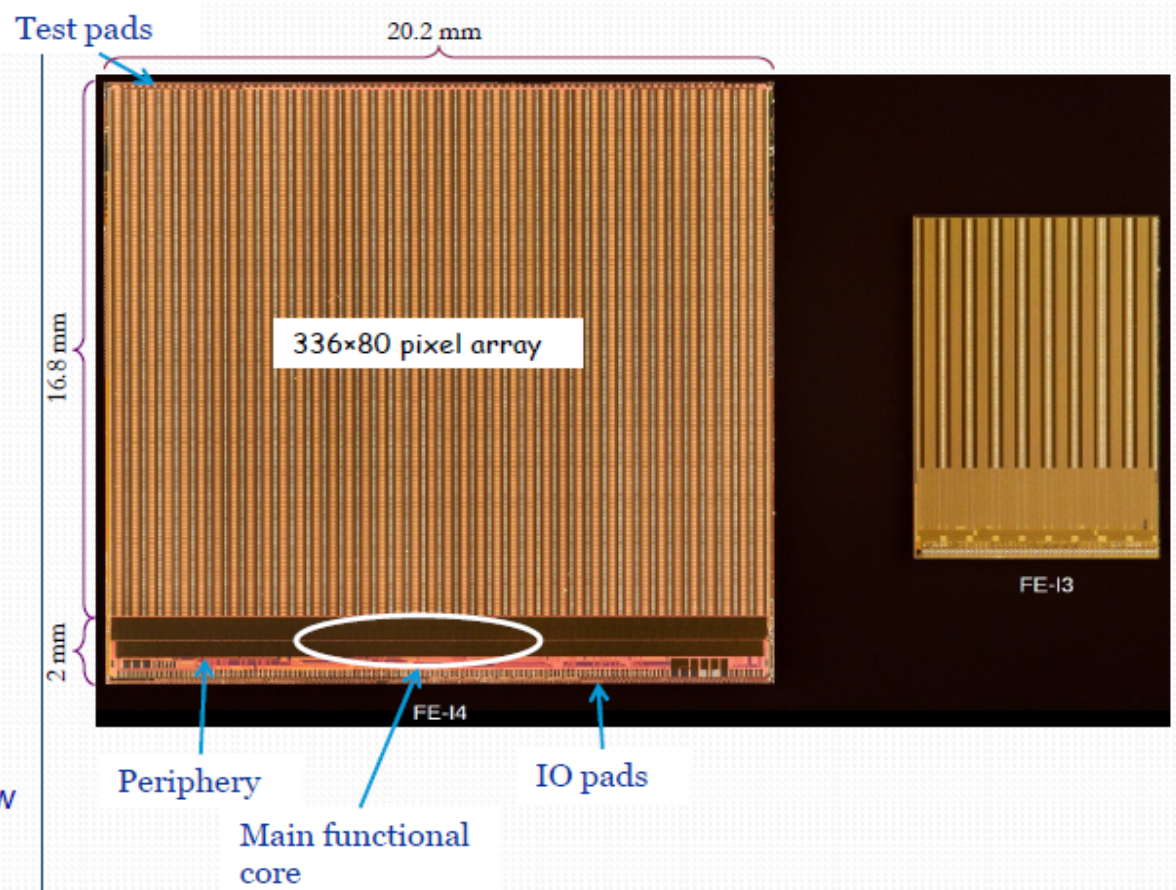 Test pads
20.2 mm
16.8 mm
336×80 pixel array
FE-I3
2 mm
FE-I4
Periphery
IO pads
w
Main functional
core